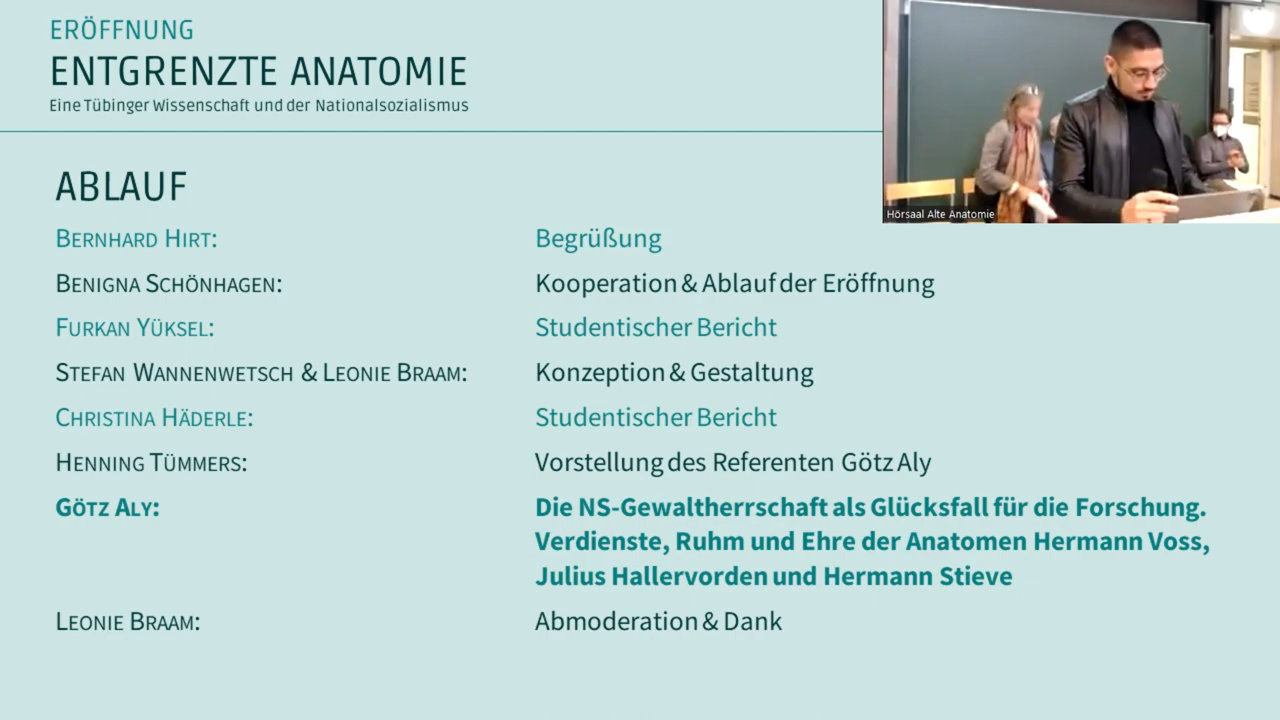 ERÖFFNUNG
ENTGRENZTE ANATOMIE
Eine Tübinger Wissenschaft und der Nationalsozialismus
Hörsaal Alte Anatomie
ABLAUF
BERNHARD HIRT: Begrüßung
BENIGNA SCHÖNHAGEN: Kooperation & Ablauf der Eröffnung
FURKAN YÜKSEL: Studentischer Bericht
STEFAN WANNENWETSCH & LEONIE BRAAM: Konzeption & Gestaltung
CHRISTINA HÄDERLE: Studentischer Bericht
HENNING TÜMMERS: Vorstellung des Referenten Götz Aly
GÖTZ ALY: Die NS-Gewaltherrschaft als Glücksfall für die Forschung.
Verdienste, Ruhm und Ehre der Anatomen Hermann Voss,
Julius Hallervorden und Hermann Stieve
LEONIE BRAAM: Abmoderation & Dank